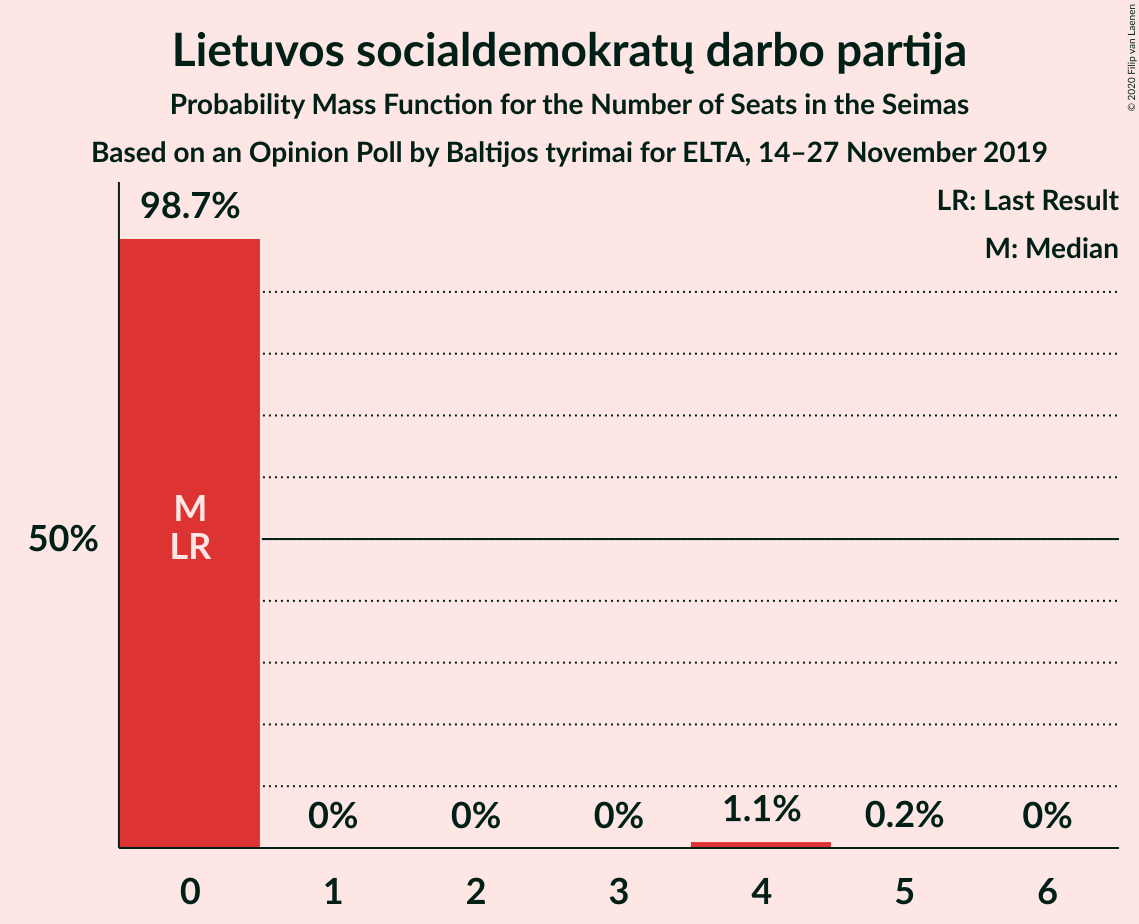 Lietuvos socialdemokratų darbo partija
Probability Mass Function for the Number of Seats in the Seimas
Based on an Opinion Poll by Baltijos tyrimai for ELTA, 14–27 November 2019
© 2020 Filip van Laenen
LR: Last Result
M: Median
98.7%
M
LR
50%
0%
0%
0%
1.1%
0.2%
0%
0
1
2
3
4
5
6